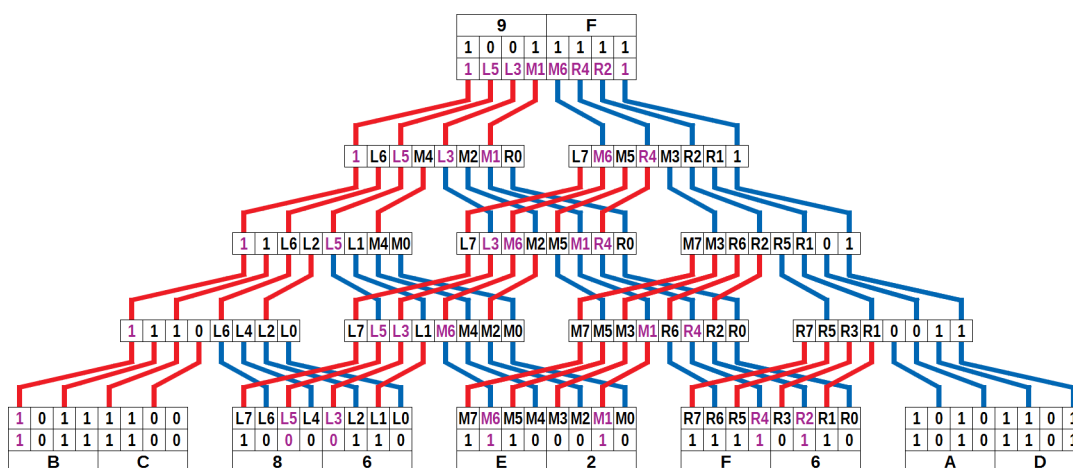 9 F
1 0 0 1 1 1 1 1
1 L5 L3 M1 M6 R4 R2 1
1 L6 L5 M4 L3 M2 M1 R0 L7 M6 M5 R4 M3 R2 R1 1
1 1 L6 L2 L5 L1 M4 M0 L7 L3 M6 M2 M5 M1 R4 R0 M7 M3 R6 R2 R5 R1 0 1
1 1 1 0 L6 L4 L2 L0 L7 L5 L3 L1 M6 M4 M2 M0 M7 M5 M3 M1 R6 R4 R2 R0 R7 R5 R3 R1 0 0 1 1
1 0 1 1 1 1 0 0 L7 L6 L5 L4 L3 L2 L1 L0 M7 M6 M5 M4 M3 M2 M1 M0 R7 R6 R5 R4 R3 R2 R1 R0 1 0 1 0 1 1 0 1
1 0 1 1 1 1 0 0 1 0 0 0 0 1 1 0 1 1 1 0 0 0 1 0 1 1 1 1 0 1 1 0 1 0 1 0 1 1 0 1
B C 8 6 E 2 F 6 A D